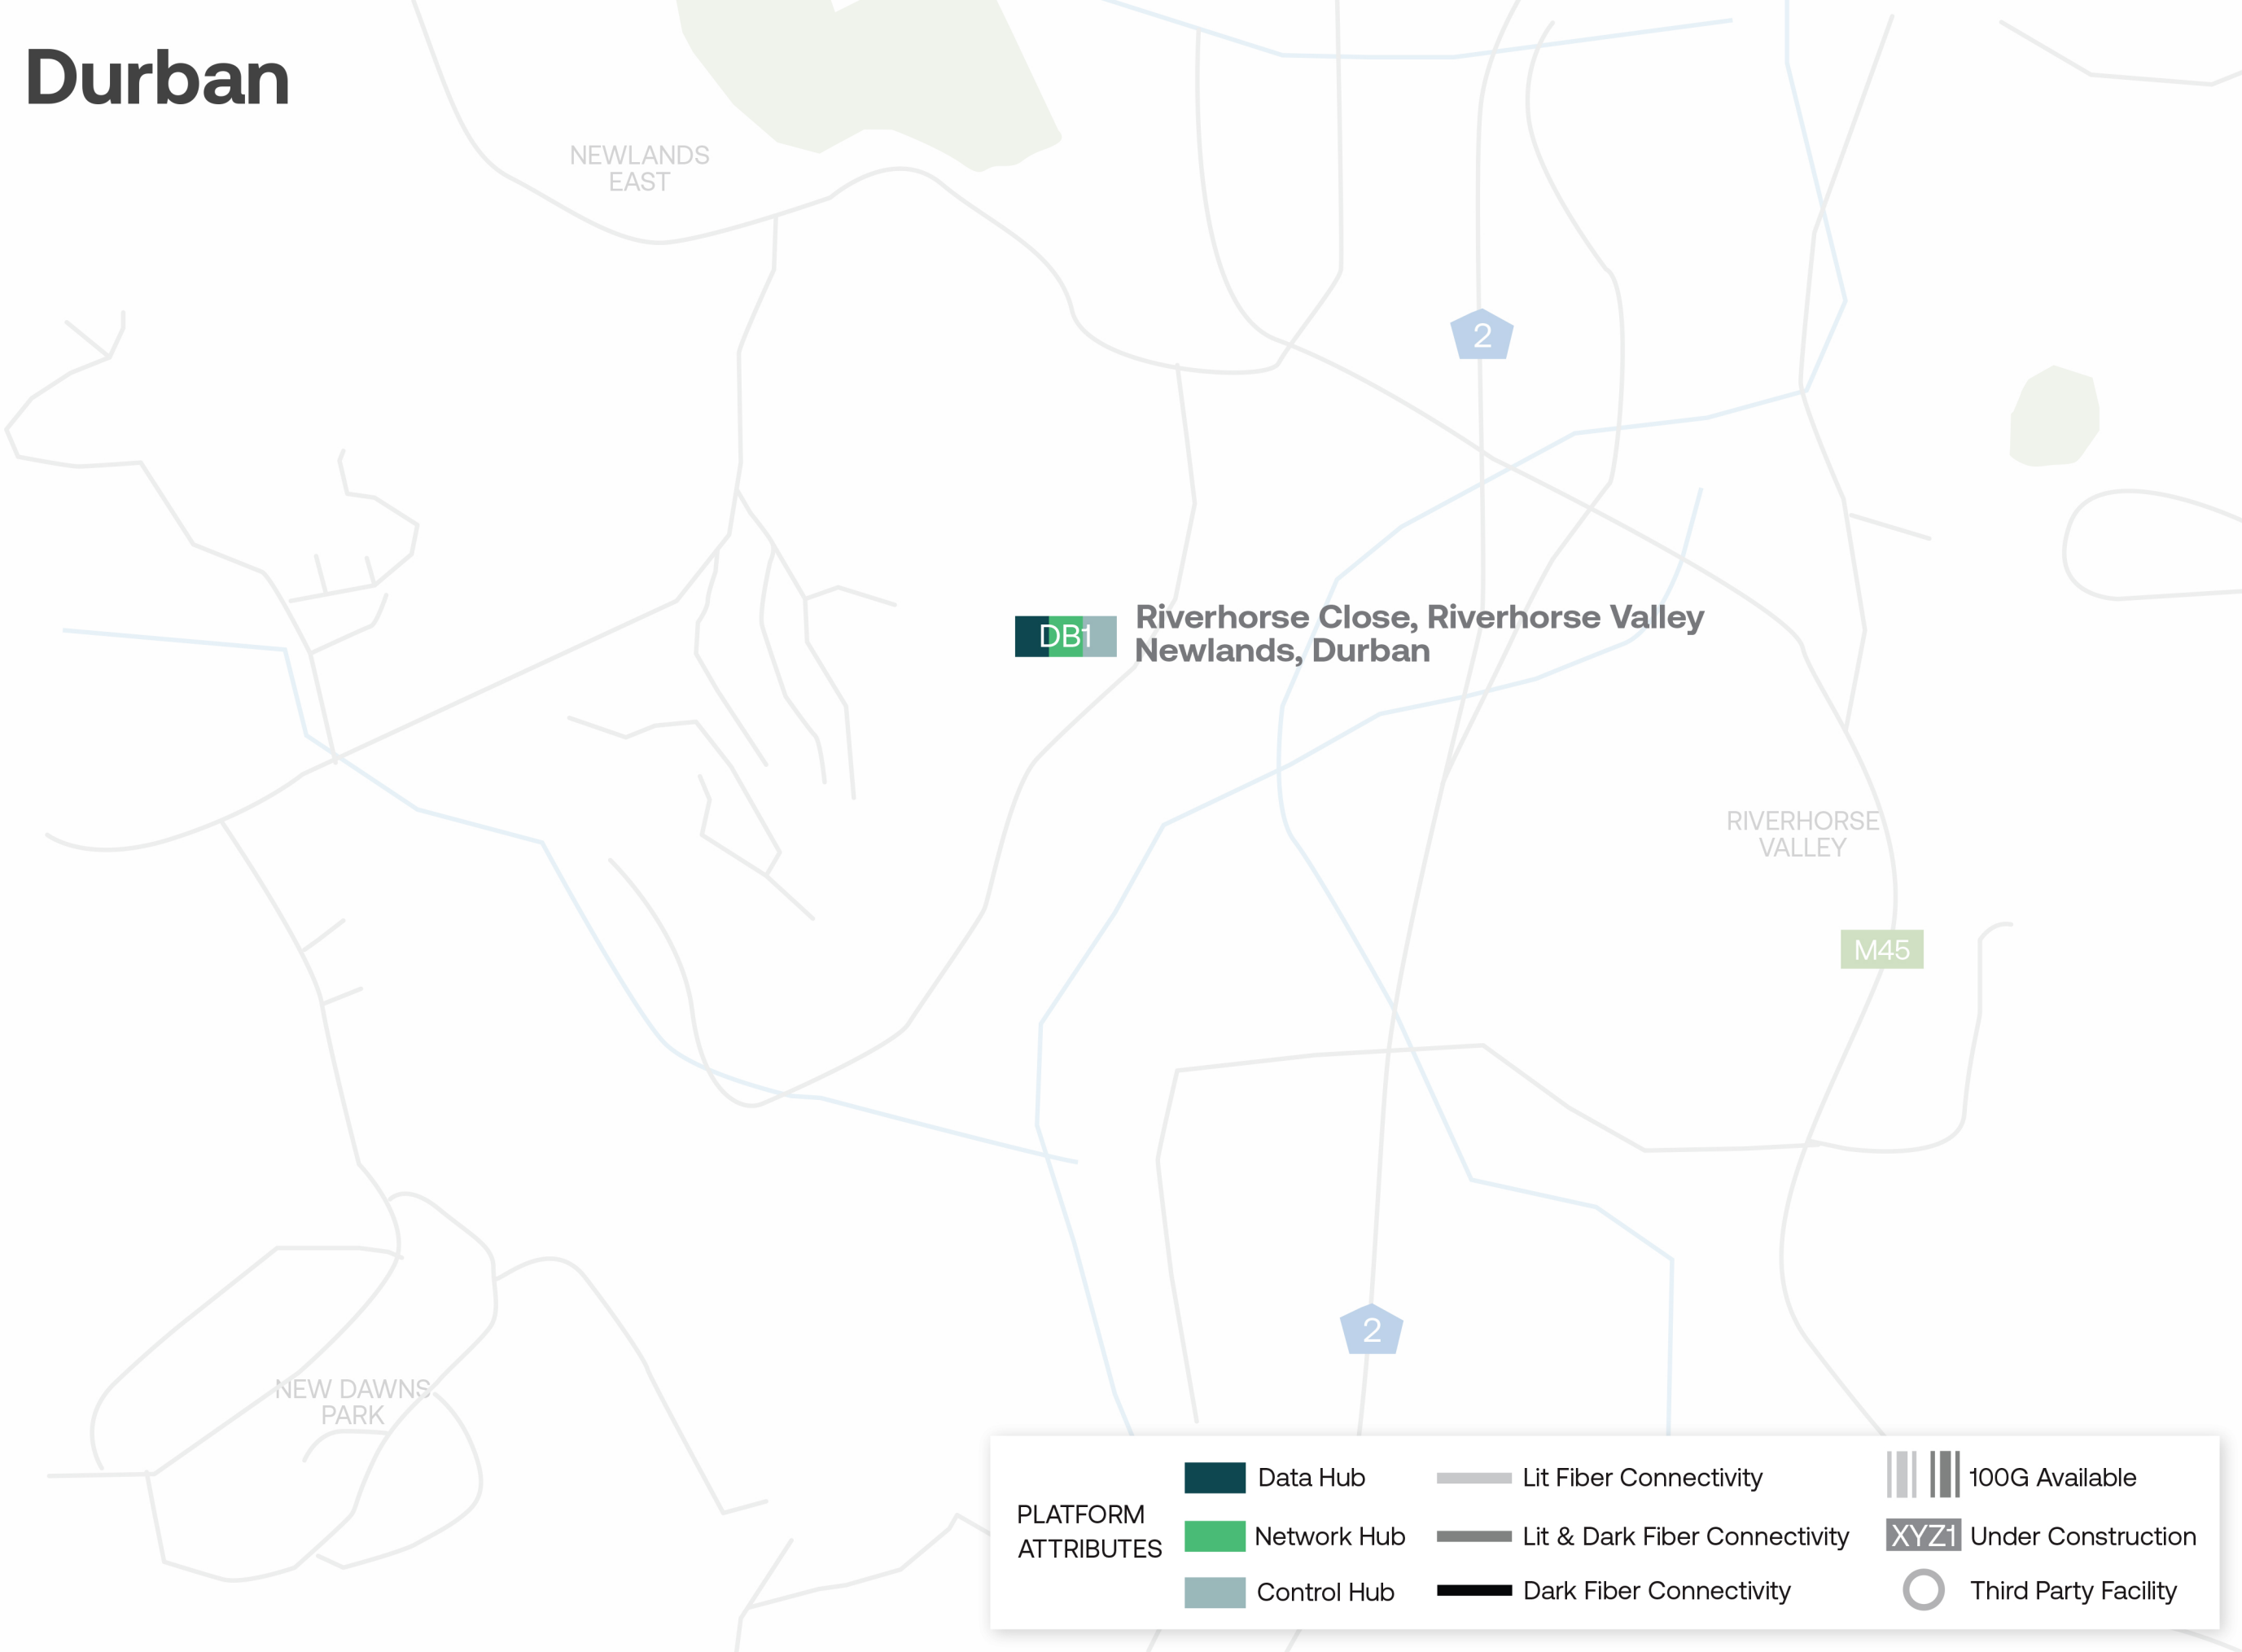 Durban
NEWLANDS
EAST
2
DB1
Riverhorse Close, Riverhorse Valley
Newlands, Durban
RIVERHORSE
VALLEY
M45
2
NEW DAWNS
PARK
PLATFORM
ATTRIBUTES
Data Hub
Network Hub
Control Hub
Lit Fiber Connectivity
Lit & Dark Fiber Connectivity
Dark Fiber Connectivity
100G Available
XYZ1 Under Construction
Third Party Facility